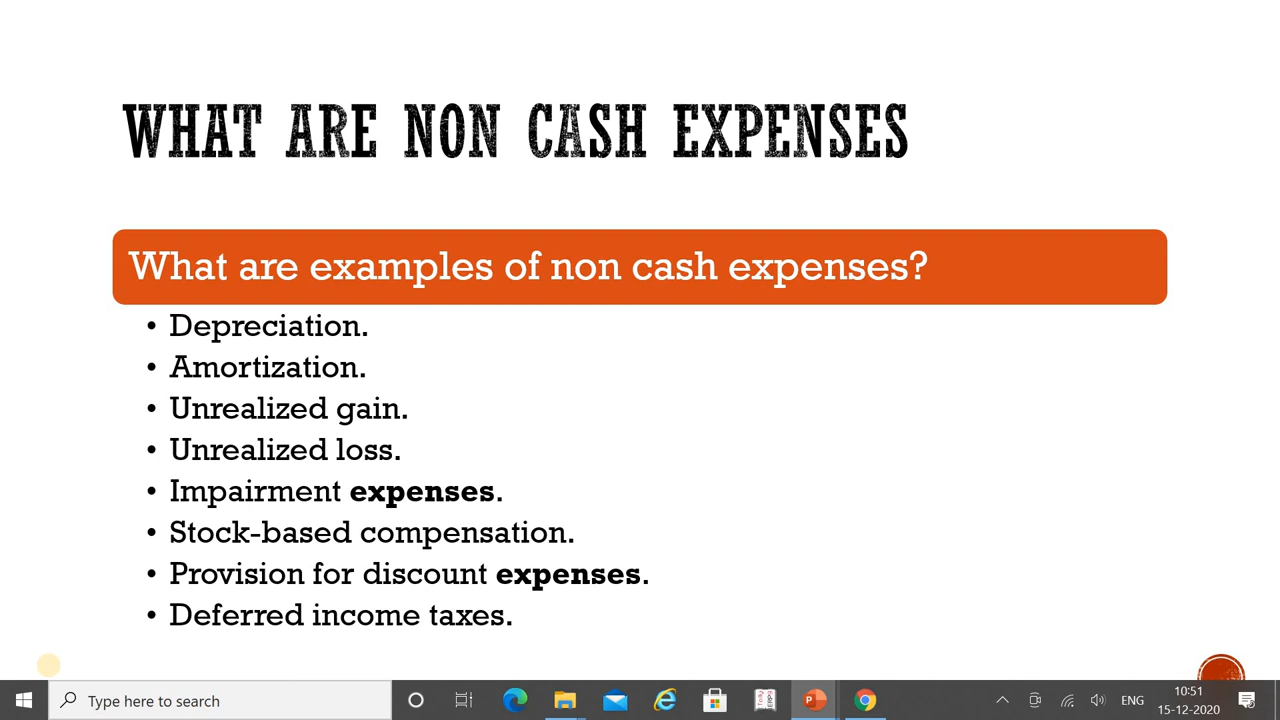 WHAT ARE NON CASH EXPENSES
What are examples of non cash expenses?
• Depreciation.
• Amortization.
• Unrealized gain.
• Unrealized loss.
• Impairment expenses.
• Stock-based compensation.
• Provision for discount expenses.
• Deferred income taxes.
Type here to search
ENG
10:51
15-12-2020